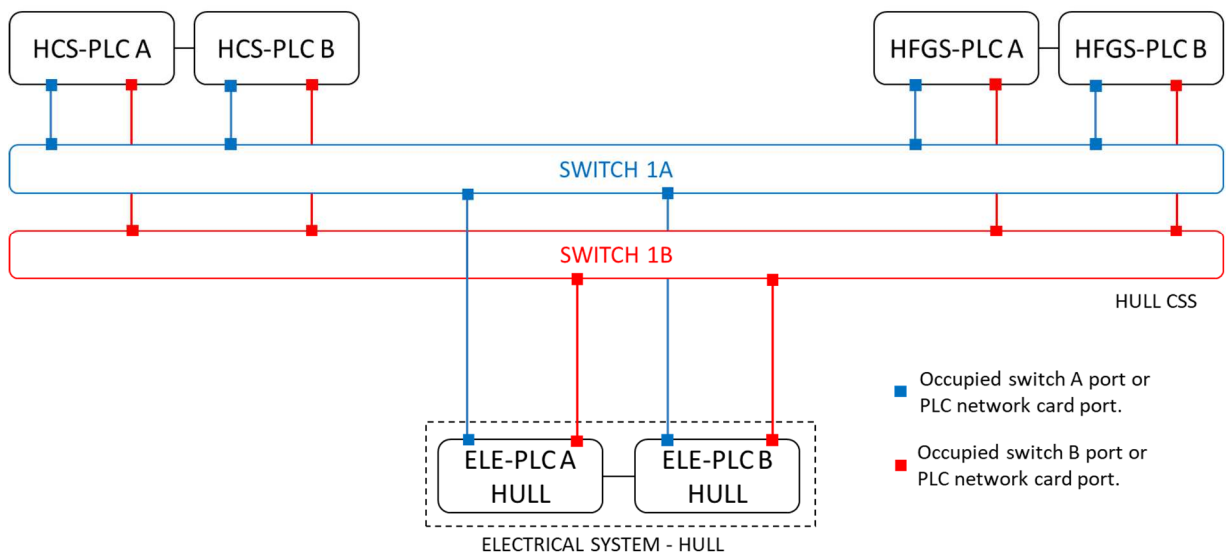 HCS-PLC A
HCS-PLC B
HFGS-PLC A
HFGS-PLC B
SWITCH 1A
SWITCH 1B
HULL CSS
Occupied switch A port or
PLC network card port.
Occupied switch B port or
PLC network card port.
ELE-PLC A
HULL
ELE-PLC B
HULL
ELECTRICAL SYSTEM - HULL